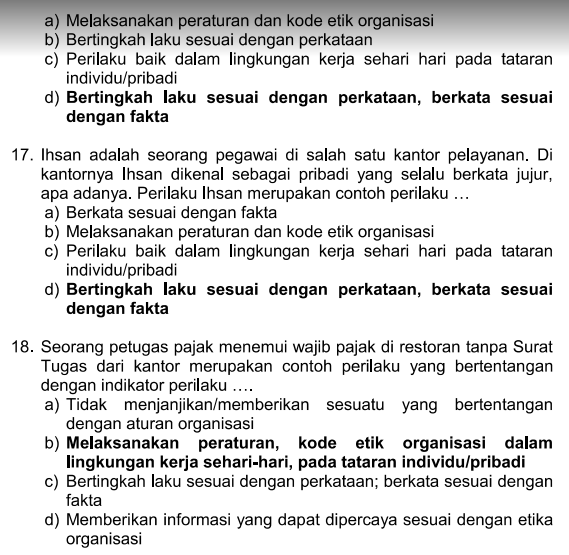 a) Melaksanakan peraturan dan kode etik organisasi
b) Bertingkah laku sesuai dengan perkataan
c) Perilaku baik dalam lingkungan kerja sehari hari pada tataran
individu/pribadi
d) Bertingkah laku sesuai dengan perkataan, berkata sesuai
dengan fakta
17. Ihsan adalah seorang pegawai di salah satu kantor pelayanan. Di
kantornya Ihsan dikenal sebagai pribadi yang selalu berkata jujur,
apa adanya. Perilaku Ihsan merupakan contoh perilaku …
a) Berkata sesuai dengan fakta
b) Melaksanakan peraturan dan kode etik organisasi
c) Perilaku baik dalam lingkungan kerja sehari hari pada tataran
individu/pribadi
d) Bertingkah laku sesuai dengan perkataan, berkata sesuai
dengan fakta
18. Seorang petugas pajak menemui wajib pajak di restoran tanpa Surat
Tugas dari kantor merupakan contoh perilaku yang bertentangan
dengan indikator perilaku ….
a) Tidak menjanjikan/memberikan sesuatu yang bertentangan
dengan aturan organisasi
b) Melaksanakan peraturan, kode etik organisasi dalam
lingkungan kerja sehari-hari, pada tataran individu/pribadi
c) Bertingkah laku sesuai dengan perkataan; berkata sesuai dengan
fakta
d) Memberikan informasi yang dapat dipercaya sesuai dengan etika
organisasi